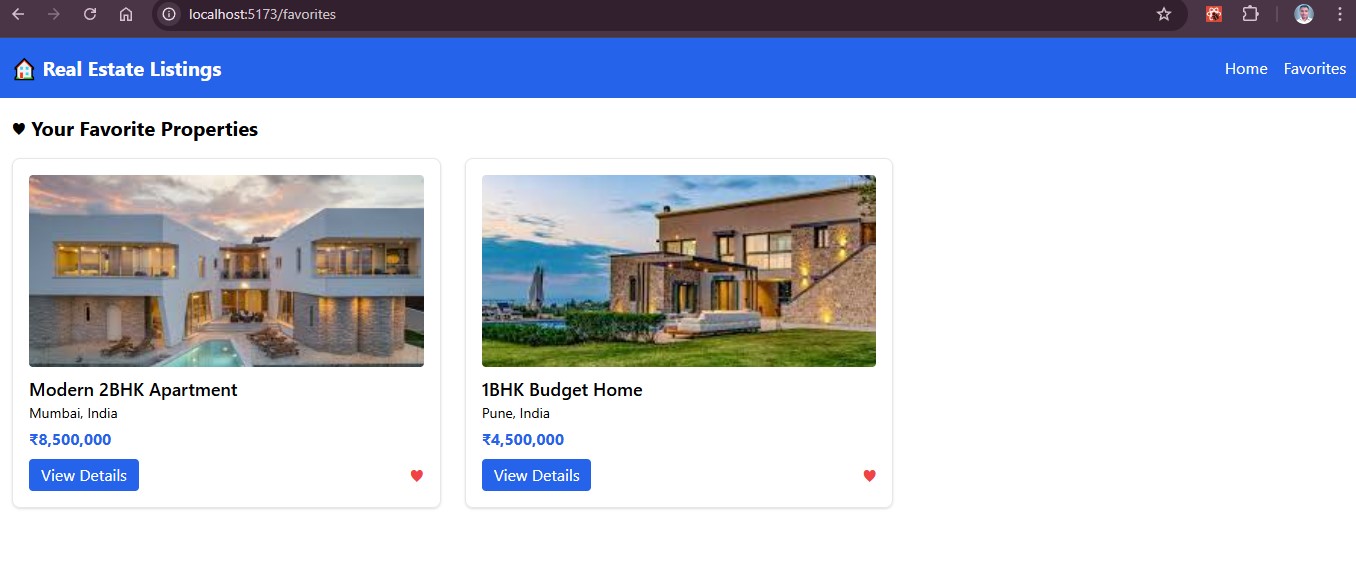 localhost:5173/favorites
🏠 Real Estate Listings
Home Favorites
♥ Your Favorite Properties
Modern 2BHK Apartment
Mumbai, India
₹8,500,000
View Details ♥
1BHK Budget Home
Pune, India
₹4,500,000
View Details ♥